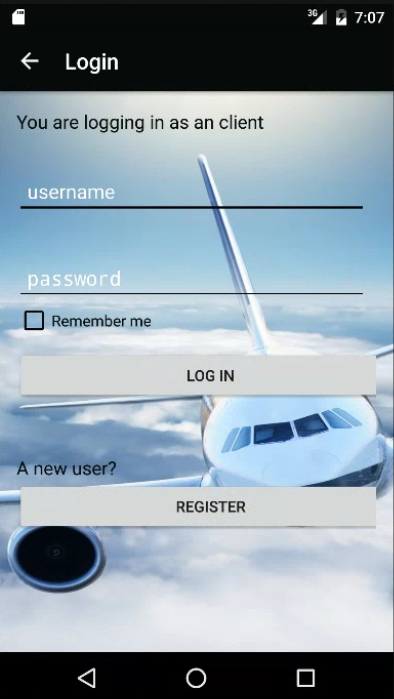 3G 7:07
Login
You are logging in as an client
username
password
Remember me
LOG IN
A new user?
REGISTER